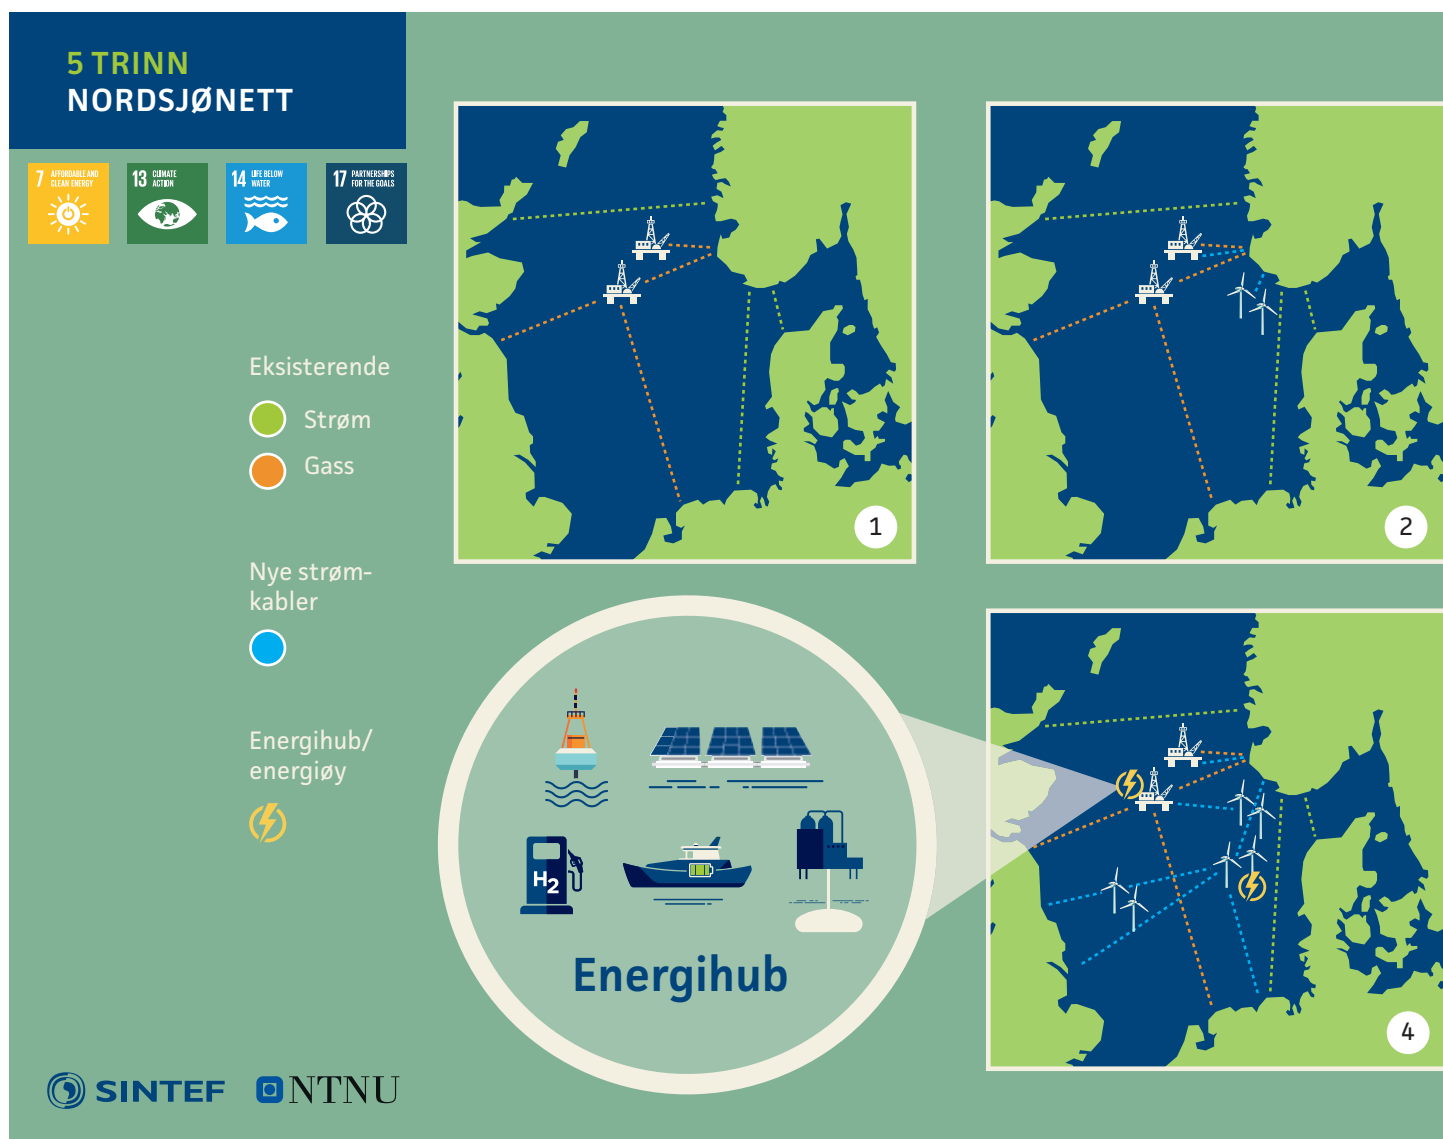 5 TRINN
NORDSJØNETT
7 AFFORDABLE AND
CLEAN ENERGY
13 CLIMATE
ACTION
14 LIFE BELOW
WATER
17 PARTNERSHIPS
FOR THE GOALS
Eksisterende
Strøm
Gass
Nye strøm-
kabler
Energihub/
energiøy
1
2
H2
Energihub
4
SINTEF
NTNU